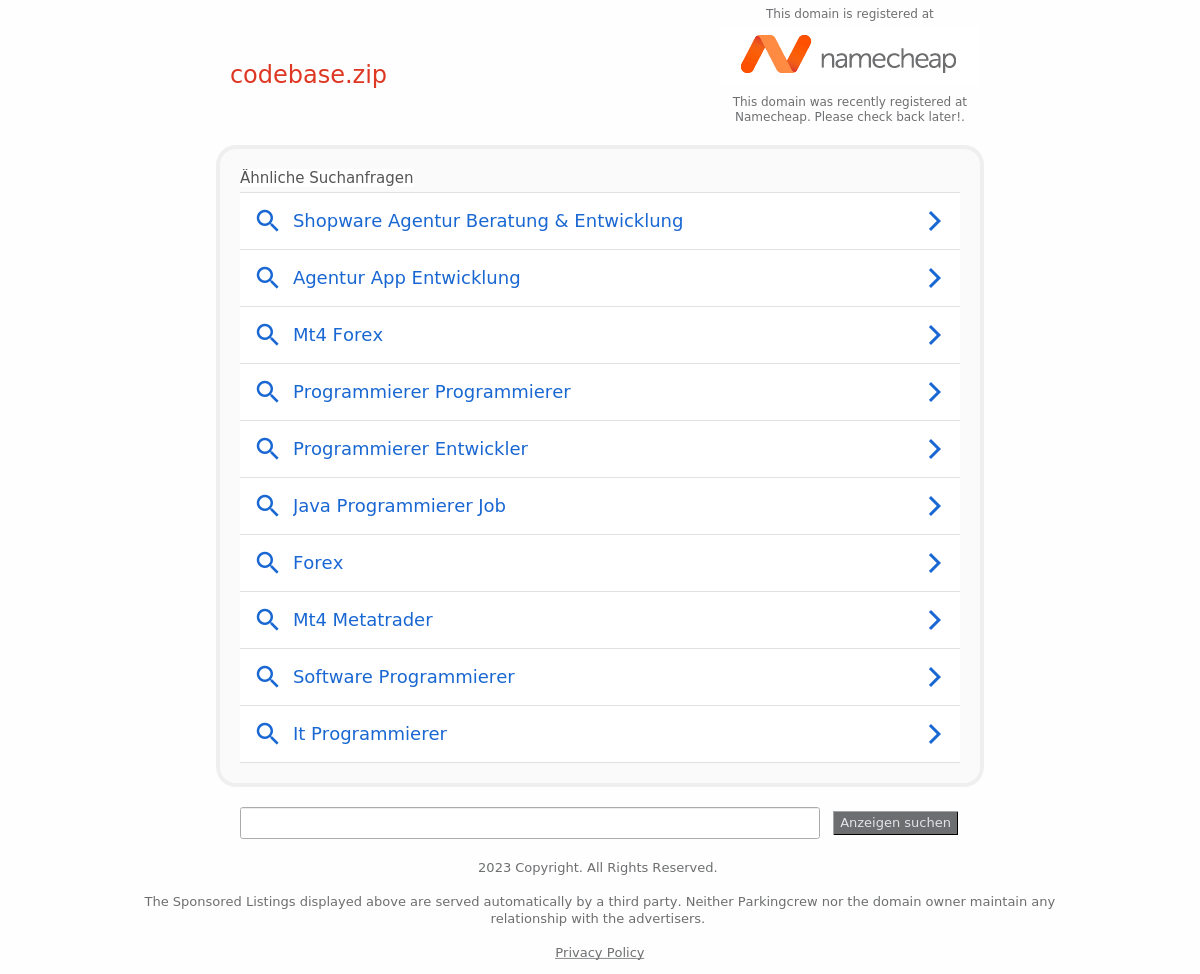 This domain is registered at
namecheap
codebase.zip
This domain was recently registered at
Namecheap. Please check back later!.
Ähnliche Suchanfragen
Shopware Agentur Beratung & Entwicklung
Agentur App Entwicklung
Mt4 Forex
Programmierer Programmierer
Programmierer Entwickler
Java Programmierer Job
Forex
Mt4 Metatrader
Software Programmierer
It Programmierer
Anzeigen suchen
2023 Copyright. All Rights Reserved.
The Sponsored Listings displayed above are served automatically by a third party. Neither Parkingcrew nor the domain owner maintain any
relationship with the advertisers.
Privacy Policy